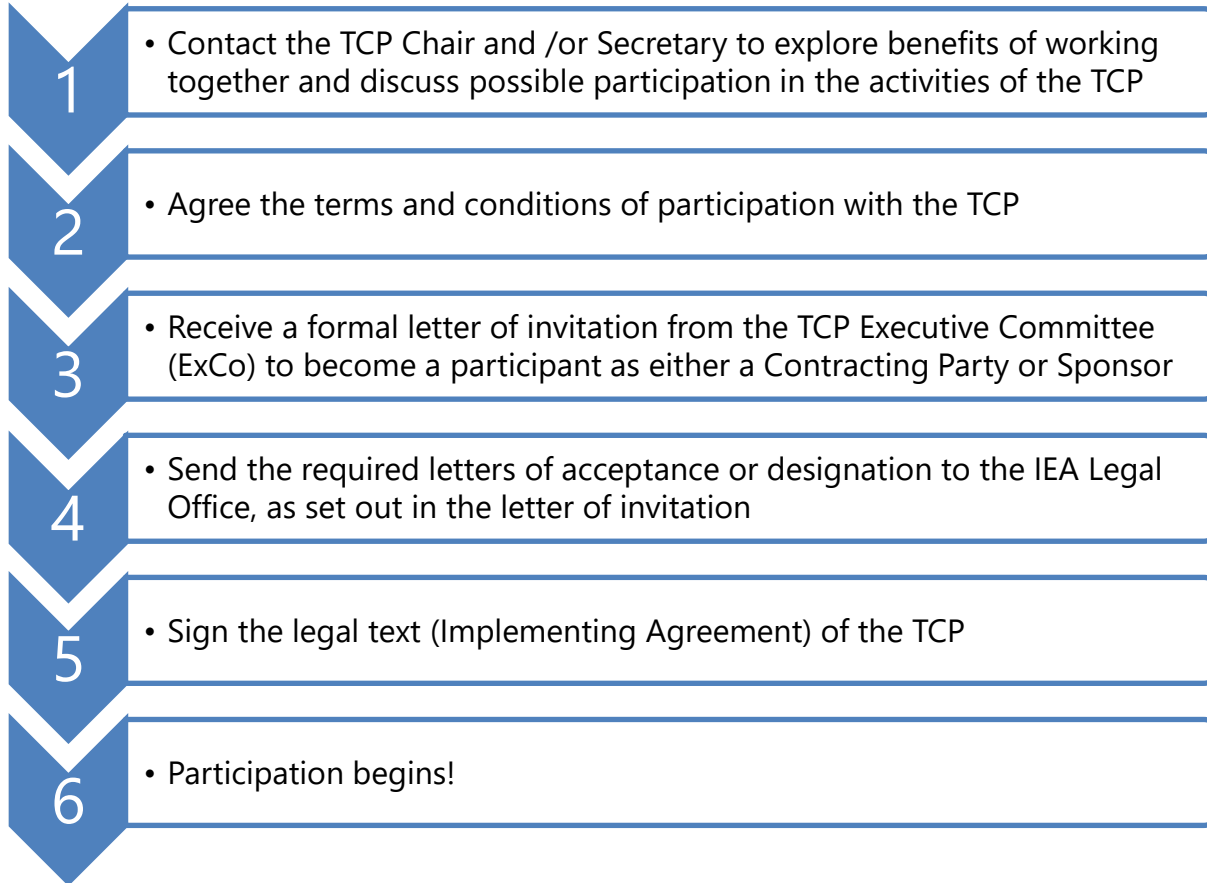 1
• Contact the TCP Chair and /or Secretary to explore benefits of working
together and discuss possible participation in the activities of the TCP
2
• Agree the terms and conditions of participation with the TCP
3
• Receive a formal letter of invitation from the TCP Executive Committee
(ExCo) to become a participant as either a Contracting Party or Sponsor
4
• Send the required letters of acceptance or designation to the IEA Legal
Office, as set out in the letter of invitation
5
• Sign the legal text (Implementing Agreement) of the TCP
6
• Participation begins!